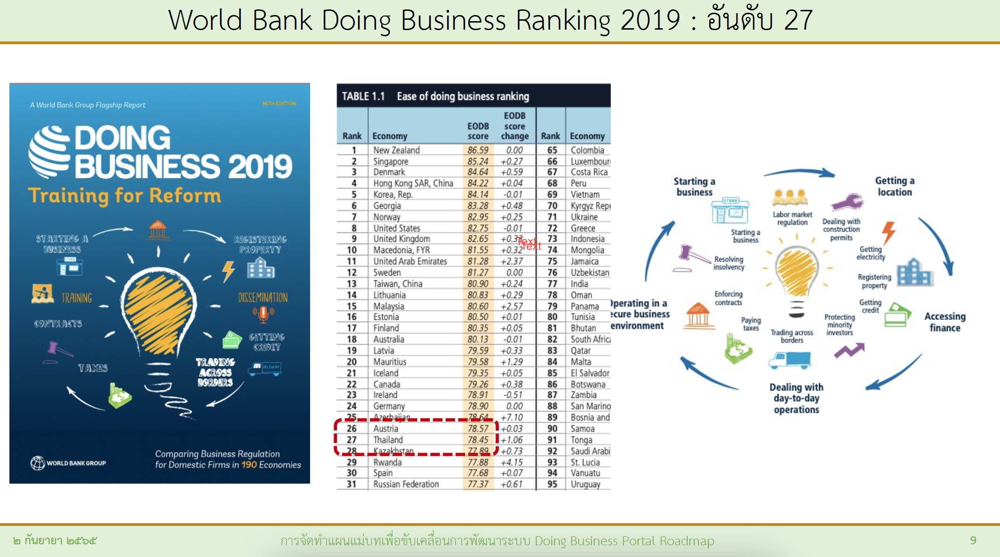 World Bank Doing Business Ranking 2019 : อันดับ 27
A World Bank Group Flagship Report
16TH EDITION
DOING
BUSINESS 2019
Training for Reform
STARTING A
BUSINESS
STORE
REGISTERING
PROPERTY
TRAINING
DISSEMINATION
CONTRACTS
GETTING
CREDIT
TAXES
TRADING
ACROSS
BORDERS
DELIVERY
WORLD BANK GROUP
Comparing Business Regulation
for Domestic Firms in 190 Economies
TABLE 1.1 Ease of doing business ranking
Rank Economy EODB score EODB score change Rank Economy
1 New Zealand 86.59 0.00 65 Colombia
2 Singapore 85.24 +0.27 66 Luxembour
3 Denmark 84.64 +0.59 67 Costa Rica
4 Hong Kong SAR, China 84.22 +0.04 68 Peru
5 Korea, Rep. 84.14 -0.01 69 Vietnam
6 Georgia 83.28 +0.48 70 Kyrgyz Rep
7 Norway 82.95 +0.25 71 Ukraine
8 United States 82.75 -0.01 72 Greece
9 United Kingdom 82.65 +0.33 73 Indonesia
Text
Text
10 Macedonia, FYR 81.55 +0.32 74 Mongolia
11 United Arab Emirates 81.28 +2.37 75 Jamaica
12 Sweden 81.27 0.00 76 Uzbekistan
13 Taiwan, China 80.90 +0.24 77 India
14 Lithuania 80.83 +0.29 78 Oman
15 Malaysia 80.60 +2.57 79 Panama
16 Estonia 80.50 +0.01 80 Tunisia
17 Finland 80.35 +0.05 81 Bhutan
18 Australia 80.13 -0.01 82 South Africa
19 Latvia 79.59 +0.33 83 Qatar
20 Mauritius 79.58 +1.29 84 Malta
21 Iceland 79.35 +0.05 85 El Salvador
22 Canada 79.26 +0.38 86 Botswana
23 Ireland 78.91 -0.51 87 Zambia
24 Germany 78.90 0.00 88 San Marino
25 Azerbaijan 78.64 +7.10 89 Bosnia and
26 Austria 78.57 +0.03 90 Samoa
27 Thailand 78.45 +1.06 91 Tonga
28 Kazakhstan 77.89 +0.73 92 Saudi Arabi
29 Rwanda 77.88 +4.15 93 St. Lucia
30 Spain 77.68 +0.07 94 Vanuatu
31 Russian Federation 77.37 +0.61 95 Uruguay
Starting a
business
Getting a
location
STORE
Labor market
regulation
Dealing with
construction
permits
Starting a
business
Getting
electricity
Resolving
insolvency
Registering
property
Enforcing
contracts
Getting
credit
Operating in a
ecure business
environment
Accessing
finance
Paying
taxes
Protecting
minority
investors
Trading across
borders
Dealing with
day-to-day
operations
๒ กันยายา ๒๕๖๕
การจัดทำแผนแม่บทเพื่อขับเคลื่อนการพัฒนาระบบ Doing Business Portal Roadmap
9